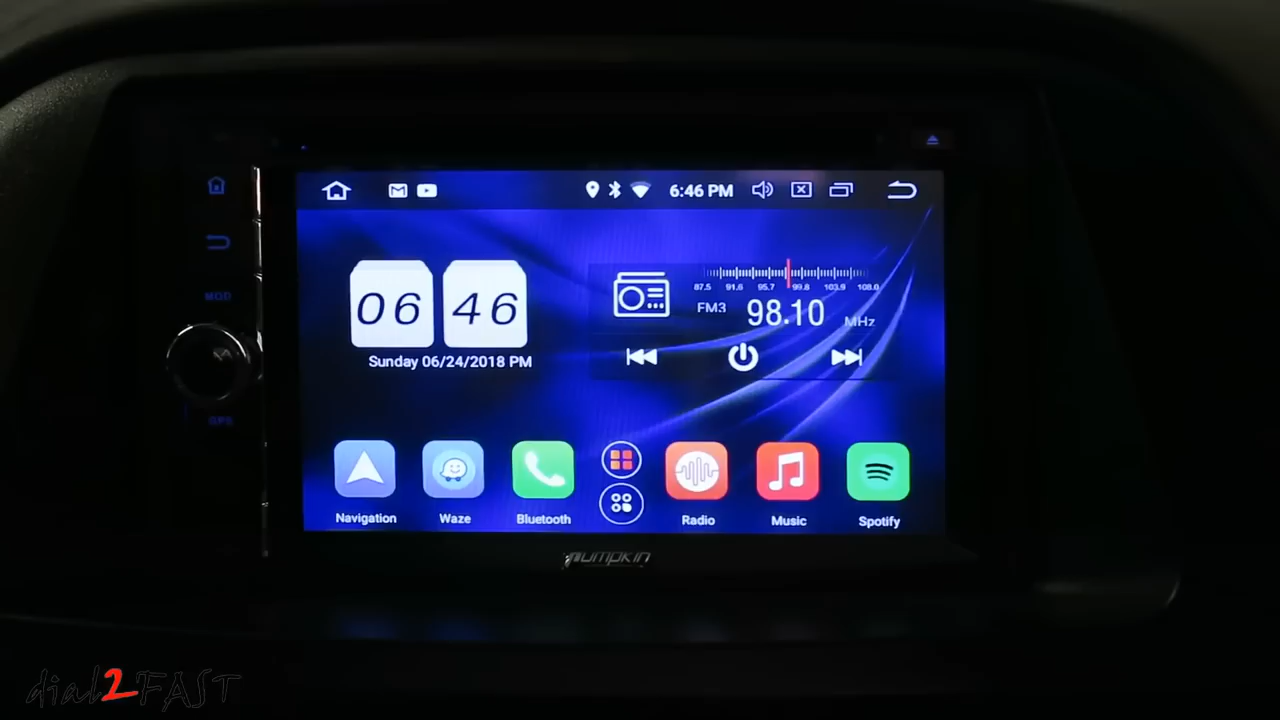 6:46 PM
MOD
GPS
06 46
Sunday 06/24/2018 PM
87.5 91.6 95.7 99.8 103.9 108.0
FM3 98.10 MHz
Navigation Waze Bluetooth Radio Music Spotify
PUMPKIN
dial2FAST